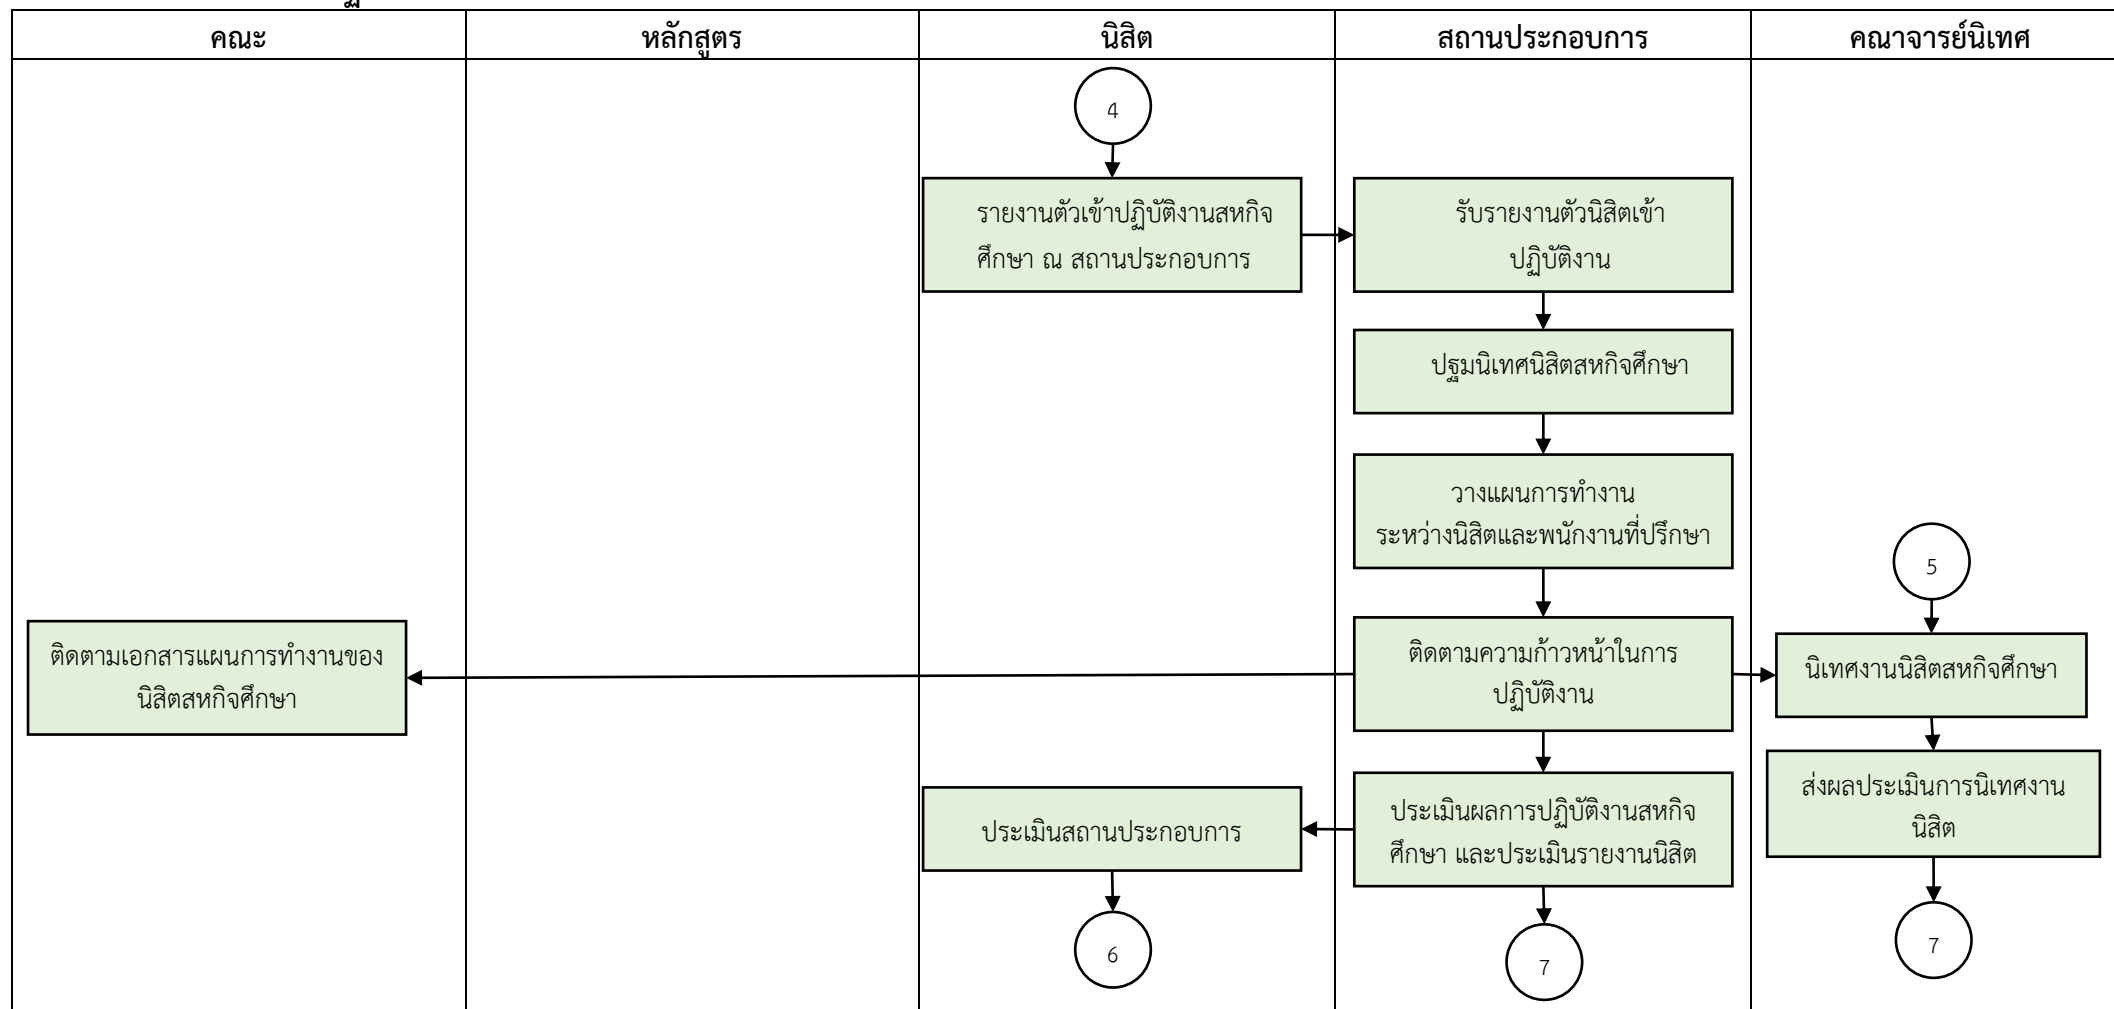 คณะ
หลักสูตร
นิสิต
สถานประกอบการ
คณาจารย์นิเทศ
4
รายงานตัวเข้าปฏิบัติงานสหกิจ
ศึกษา ณ สถานประกอบการ
รับรายงานตัวนิสิตเข้า
ปฏิบัติงาน
ปฐมนิเทศนิสิตสหกิจศึกษา
วางแผนการทำงาน
ระหว่างนิสิตและพนักงานที่ปรึกษา
5
ติดตามเอกสารแผนการทำงานของ
นิสิตสหกิจศึกษา
ติดตามความก้าวหน้าในการ
ปฏิบัติงาน
นิเทศงานนิสิตสหกิจศึกษา
ประเมินสถานประกอบการ
ประเมินผลการปฏิบัติงานสหกิจ
ศึกษา และประเมินรายงานนิสิต
ส่งผลประเมินการนิเทศงาน
นิสิต
6
7
7